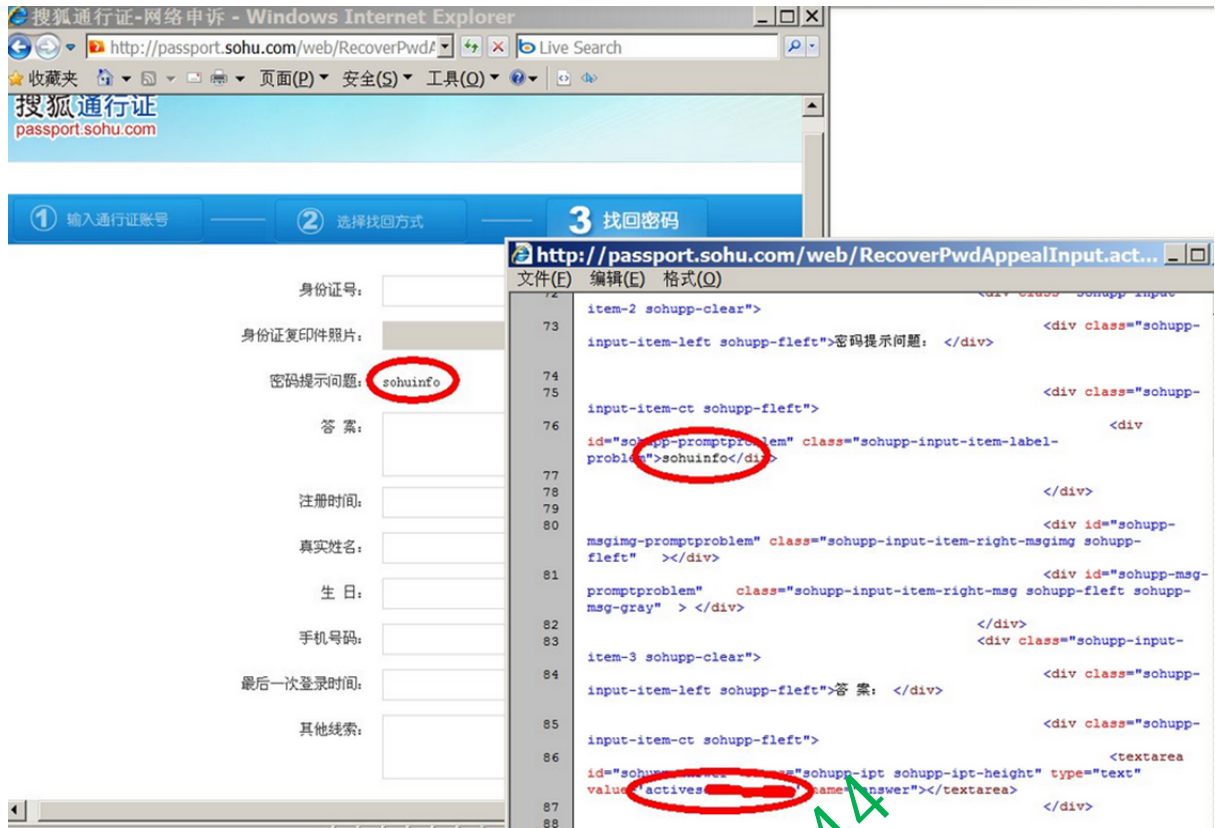 搜狐通行证-网络申诉 - Windows Internet Explorer
http://passport.sohu.com/web/RecoverPwdA
Live Search
收藏夹
页面(P) 安全(S) 工具(O)
搜狐通行证
passport.sohu.com
1 输入通行证账号
2 选择找回方式
3 找回密码
身份证号:
身份证复印件照片:
密码提示问题: sohuinfo
答 案:
注册时间:
真实姓名:
生 日:
手机号码:
最后一次登录时间:
其他线索:
http://passport.sohu.com/web/RecoverPwdAppealInput.act...
文件(F) 编辑(E) 格式(O)
72 <div class="sohupp-input-
item-2 sohupp-clear">
73 <div class="sohupp-
input-item-left sohupp-fleft">密码提示问题: </div>
74
75 <div class="sohupp-
input-item-ct sohupp-fleft">
76 <div
id="sohupp-promptproblem" class="sohupp-input-item-label-
problem">sohuinfo</div>
77
78 </div>
79
80 <div id="sohupp-
msgimg-promptproblem" class="sohupp-input-item-right-msgimg sohupp-
fleft" ></div>
81 <div id="sohupp-msg-
promptproblem" class="sohupp-input-item-right-msg sohupp-fleft sohupp-
msg-gray" > </div>
82 </div>
83 <div class="sohupp-input-
item-3 sohupp-clear">
84 <div class="sohupp-
input-item-left sohupp-fleft">答 案: </div>
85 <div class="sohupp-
input-item-ct sohupp-fleft">
86 <textarea
"sohupp-ipt sohupp-ipt-height" type="text"
"></textarea>
87 </div>
88